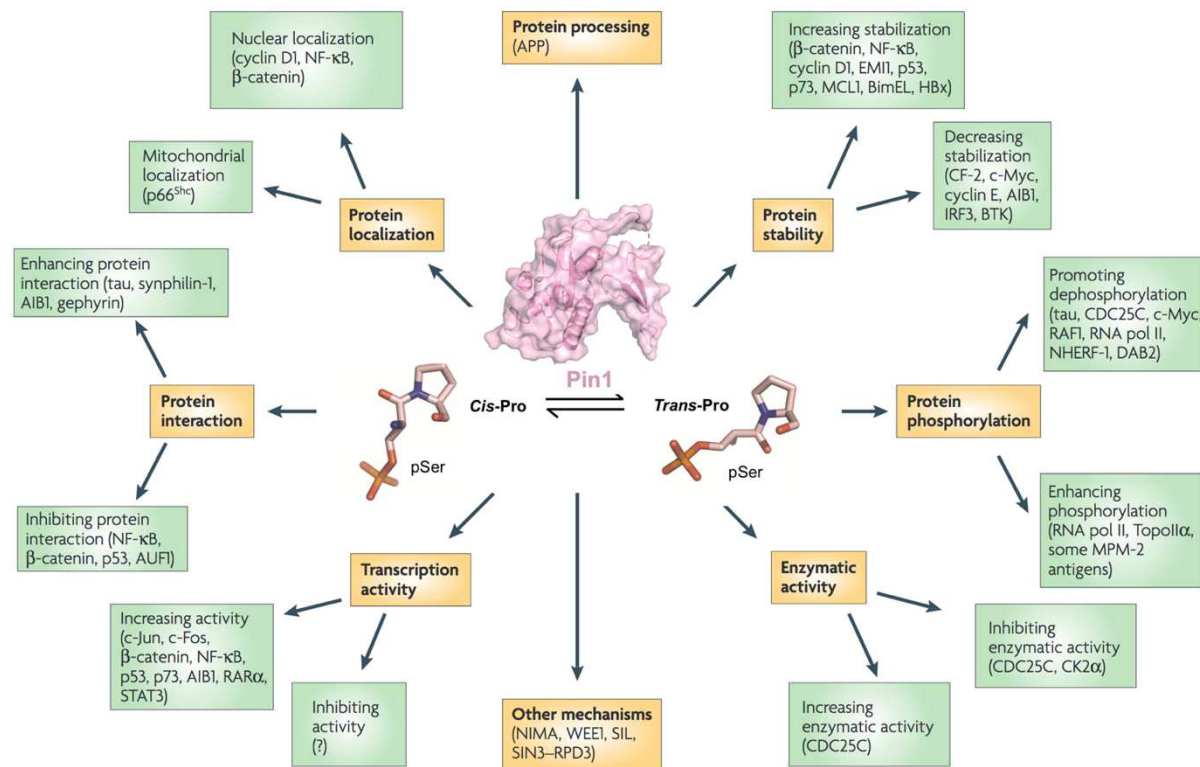 Protein processing
(APP)
Nuclear localization
(cyclin D1, NF-κB,
β-catenin)
Increasing stabilization
(β-catenin, NF-κB,
cyclin D1, EMI1, p53,
p73, MCL1, BimEL, HBx)
Mitochondrial
localization
(p66Shc)
Decreasing
stabilization
(CF-2, c-Myc,
cyclin E, AIB1,
IRF3, BTK)
Protein
localization
Protein
stability
Enhancing protein
interaction (tau, synphilin-1,
AIB1, gephyrin)
Promoting
dephosphorylation
(tau, CDC25C, c-Myc,
RAF1, RNA pol II,
NHERF-1, DAB2)
Pin1
Protein
interaction
Cis-Pro
Trans-Pro
Protein
phosphorylation
pSer
pSer
Inhibiting protein
interaction (NF-κB,
β-catenin, p53, AUF1)
Enhancing
phosphorylation
(RNA pol II, TopoIIα,
some MPM-2
antigens)
Transcription
activity
Enzymatic
activity
Increasing activity
(c-Jun, c-Fos,
β-catenin, NF-κB,
p53, p73, AIB1, RARα,
STAT3)
Inhibiting
enzymatic activity
(CDC25C, CK2α)
Inhibiting
activity
(?)
Other mechanisms
(NIMA, WEE1, SIL,
SIN3–RPD3)
Increasing
enzymatic activity
(CDC25C)